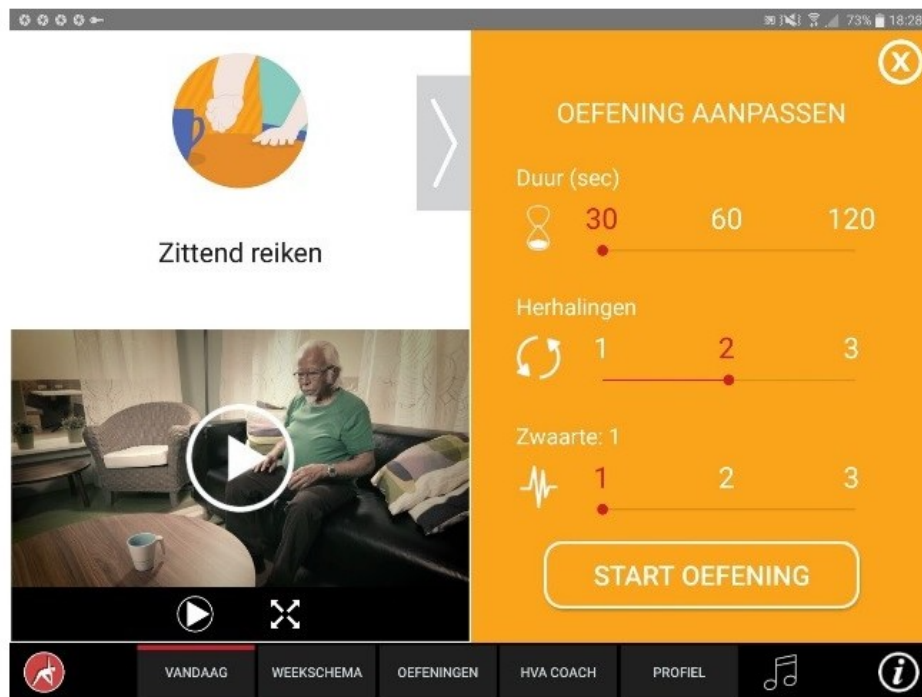 73% 18:28
Zittend reiken
X
OEFENING AANPASSEN
Duur (sec)
30 60 120
Herhalingen
1 2 3
Zwaarte: 1
1 2 3
START OEFENING
VANDAAG WEEKSCHEMA OEFENINGEN HVA COACH PROFIEL i